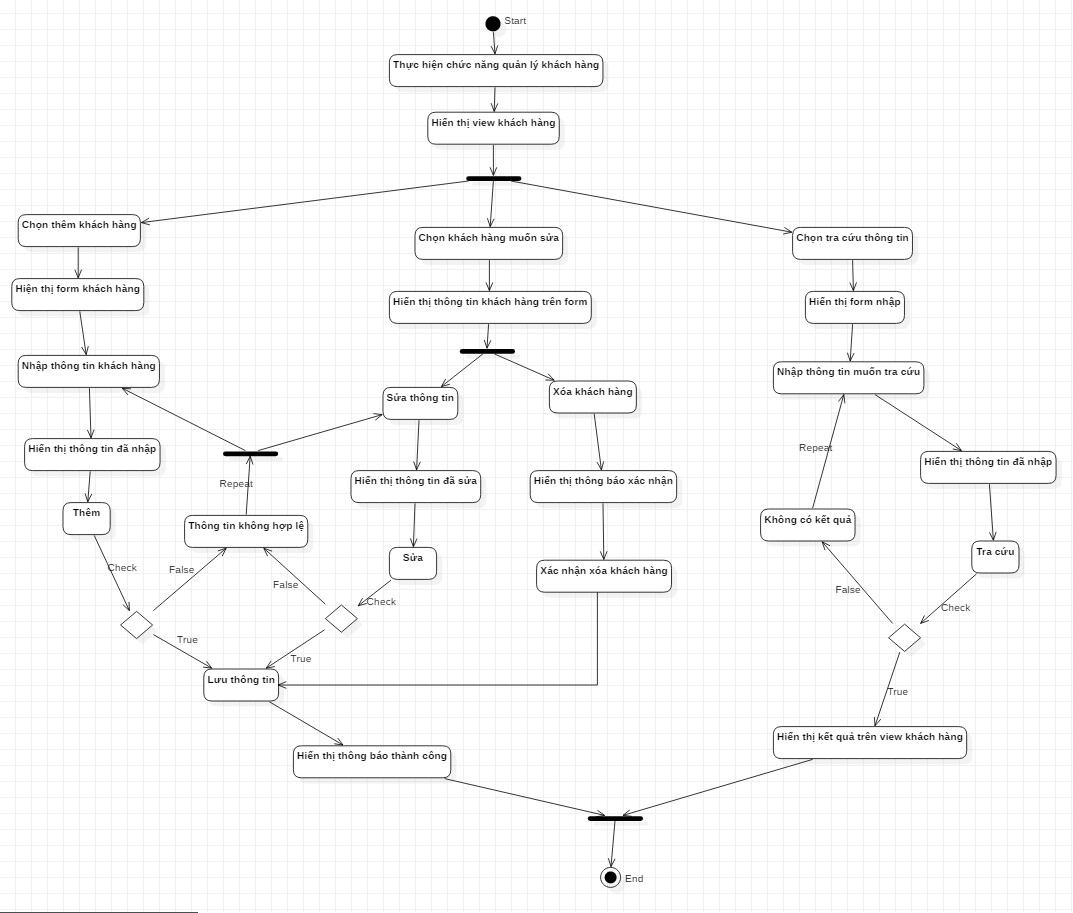 Start
Thực hiện chức năng quản lý khách hàng
Hiển thị view khách hàng
Chọn thêm khách hàng
Chọn khách hàng muốn sửa
Chọn tra cứu thông tin
Hiện thị form khách hàng
Hiển thị thông tin khách hàng trên form
Hiển thị form nhập
Nhập thông tin khách hàng
Sửa thông tin
Xóa khách hàng
Nhập thông tin muốn tra cứu
Hiển thị thông tin đã nhập
Repeat
Hiển thị thông tin đã sửa
Hiển thị thông báo xác nhận
Repeat
Hiển thị thông tin đã nhập
Thêm
Thông tin không hợp lệ
Không có kết quả
Sửa
Tra cứu
Check
False
False
Check
Xác nhận xóa khách hàng
False
Check
True
True
Lưu thông tin
True
Hiển thị kết quả trên view khách hàng
Hiển thị thông báo thành công
End